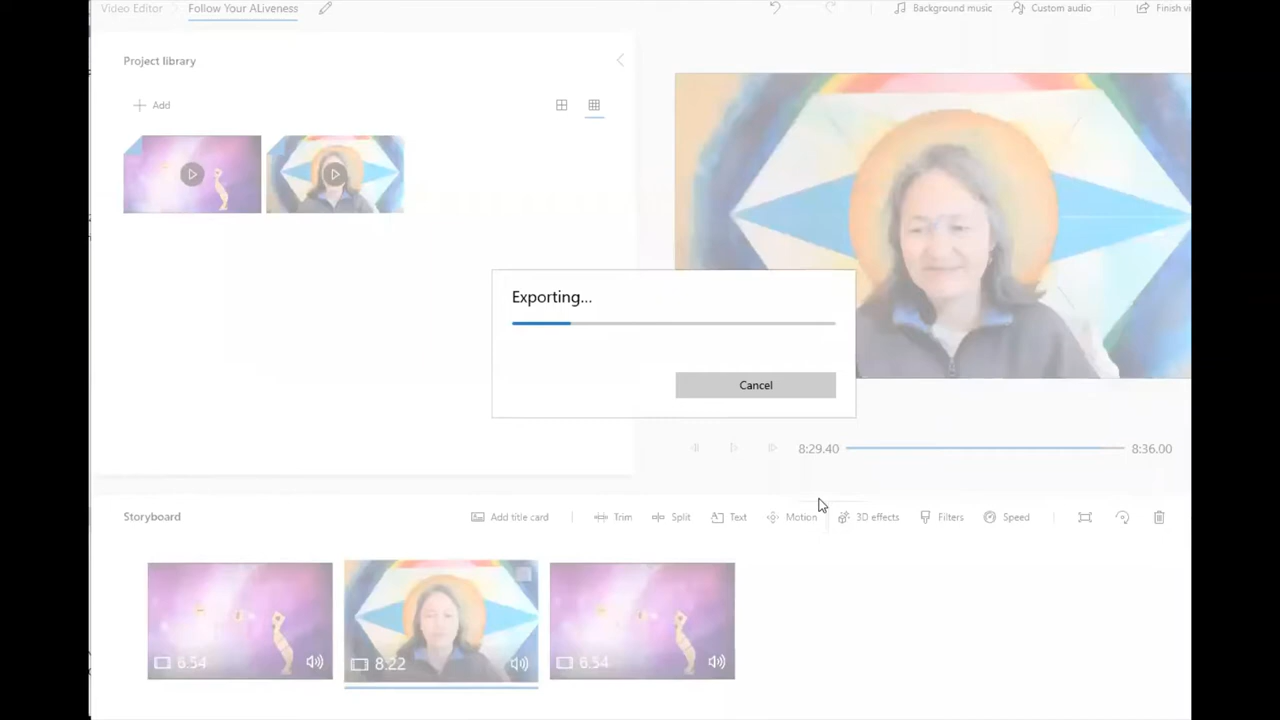 Video Editor
Follow Your ALiveness
Background music
Custom audio
Finish v
Project library
Add
Exporting...
Cancel
8:29.40
8:36.00
Storyboard
Add title card
Trim
Split
Text
Motion
3D effects
Filters
Speed
6.54
8:22
6.54